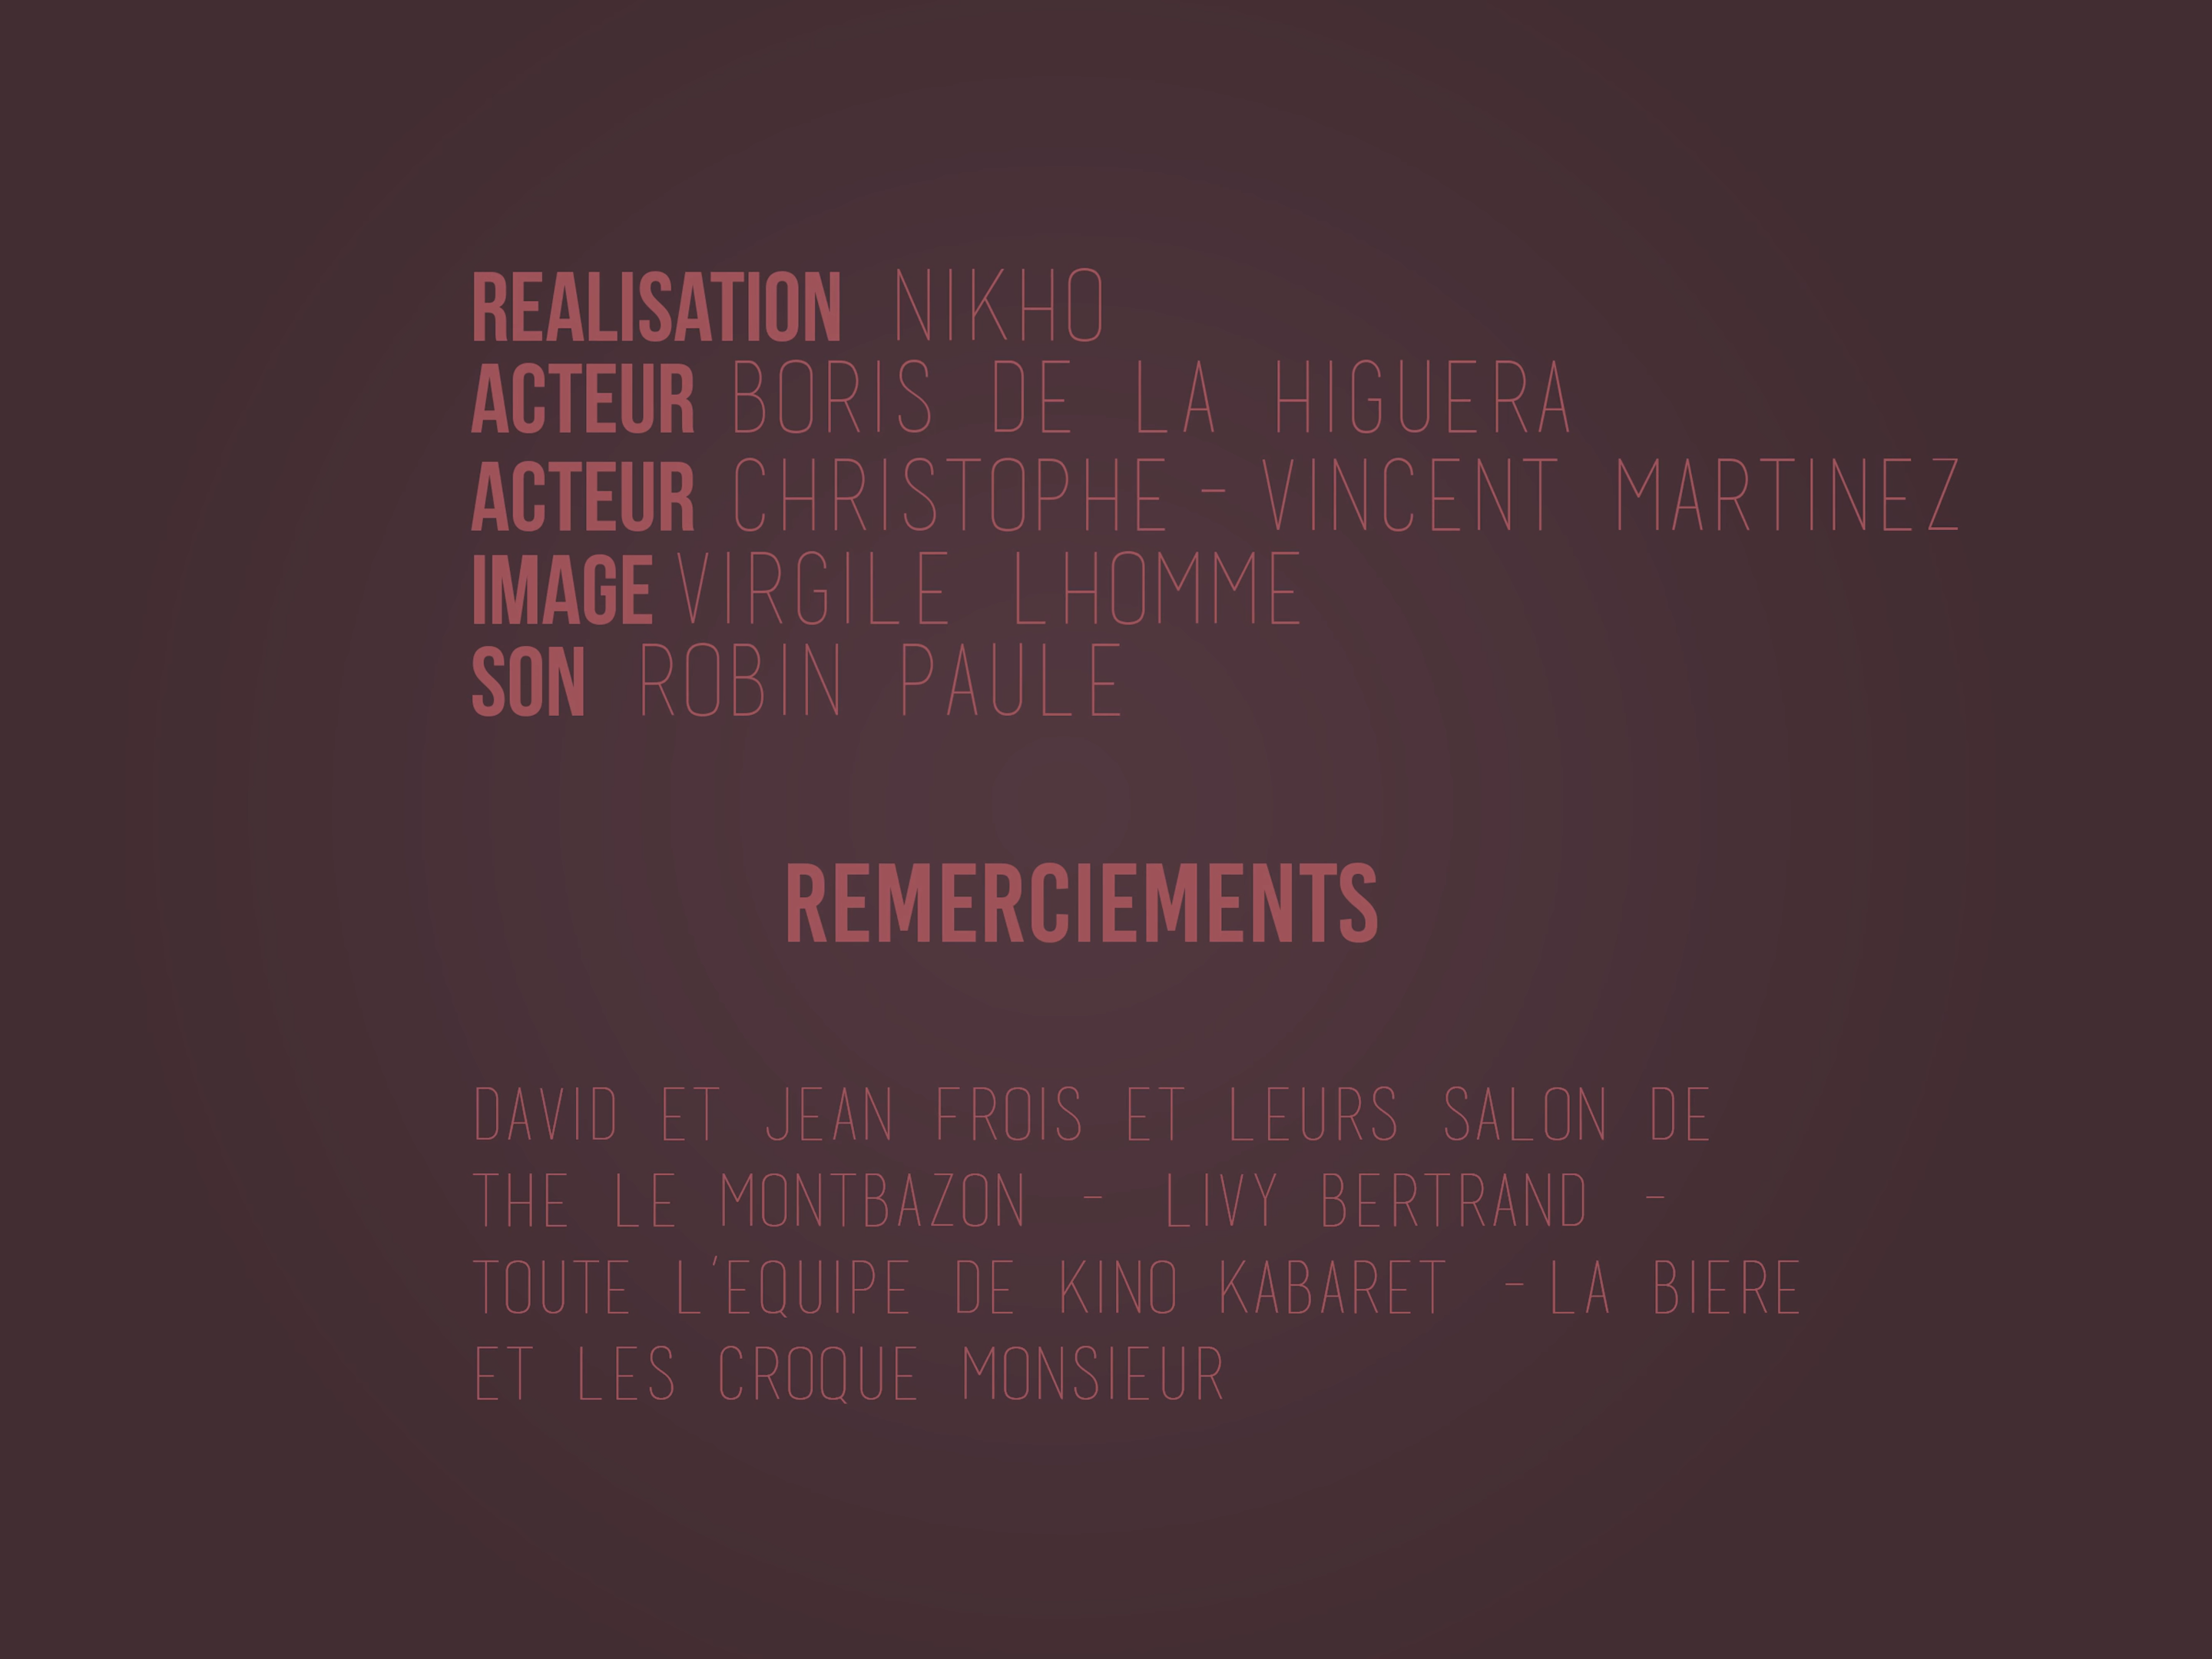 REALISATION NIKHO
ACTEUR BORIS DE LA HIGUERA
ACTEUR CHRISTOPHE - VINCENT MARTINEZ
IMAGE VIRGILE LHOMME
SON ROBIN PAULE
REMERCIEMENTS
DAVID ET JEAN FROIS ET LEURS SALON DE
THE LE MONTBAZON - LIVY BERTRAND -
TOUTE L'EQUIPE DE KINO KABARET -LA BIERE
ET LES CROQUE MONSIEUR